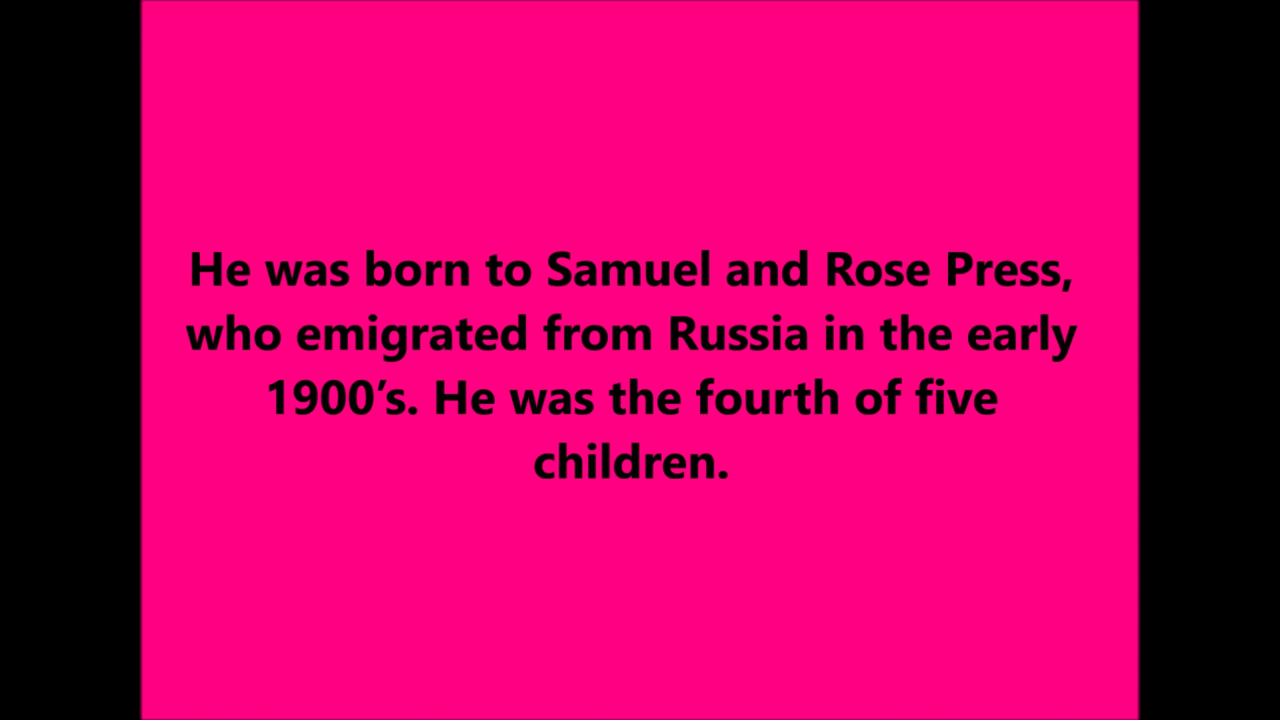 He was born to Samuel and Rose Press,
who emigrated from Russia in the early
1900’s. He was the fourth of five
children.